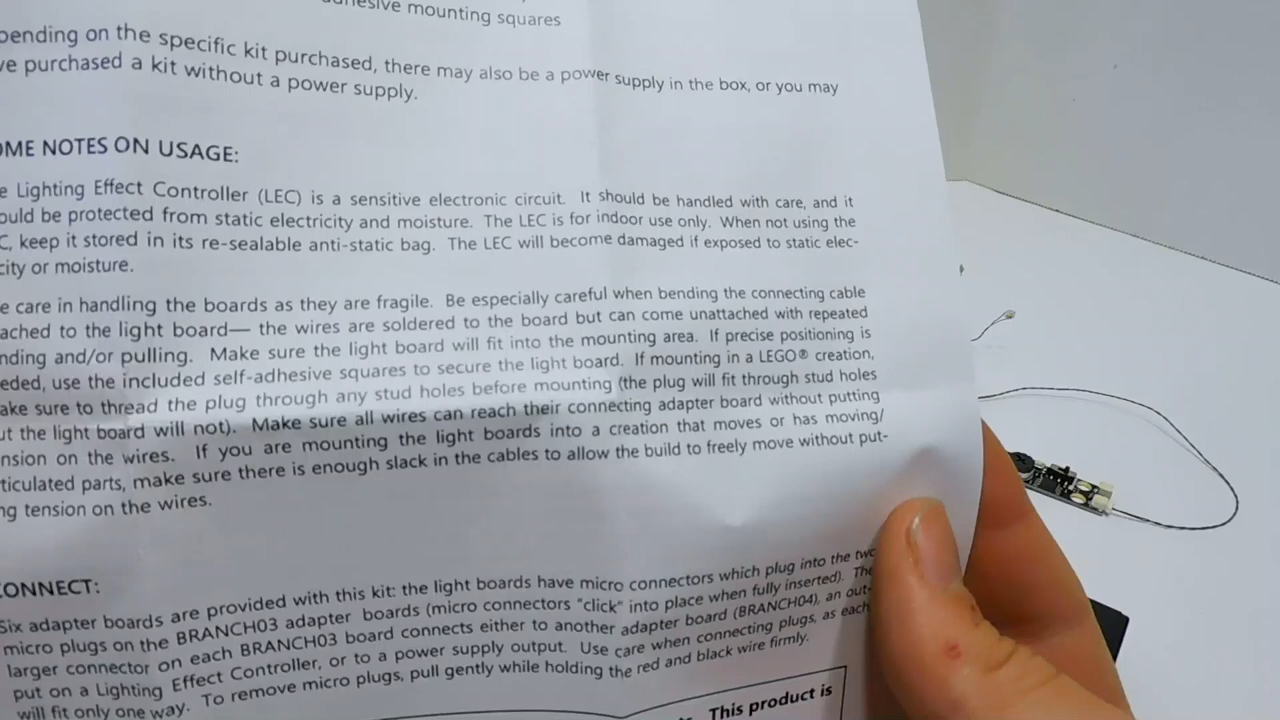 mounting squares
on the specific kit purchased, there may also be a power supply in the box, or you may
purchased a kit without a power supply.
NOTES ON USAGE:
Lighting Effect Controller (LEC) is a sensitive electronic circuit. It should be handled with care, and it
be protected from static electricity and moisture. The LEC is for indoor use only. When not using the
keep it stored in its re-sealable anti-static bag. The LEC will become damaged if exposed to static elec-
or moisture.
care in handling the boards as they are fragile. Be especially careful when bending the connecting cable
to the light board— the wires are soldered to the board but can come unattached with repeated
and/or pulling. Make sure the light board will fit into the mounting area. If precise positioning is
use the included self-adhesive squares to secure the light board. If mounting in a LEGO® creation,
sure to thread the plug through any stud holes before mounting (the plug will fit through stud holes
the light board will not). Make sure all wires can reach their connecting adapter board without putting
on the wires. If you are mounting the light boards into a creation that moves or has moving/
parts, make sure there is enough slack in the cables to allow the build to freely move without put-
tension on the wires.
CONNECT:
Six adapter boards are provided with this kit: the light boards have micro connectors which plug into the two
micro plugs on the BRANCH03 adapter boards (micro connectors "click" into place when fully inserted). The
larger connector on each BRANCH03 board connects either to another adapter board (BRANCH04), an out-
put on a Lighting Effect Controller, or to a power supply output. Use care when connecting plugs, as each
will fit only one way. To remove micro plugs, pull gently while holding the red and black wire firmly.
This product is